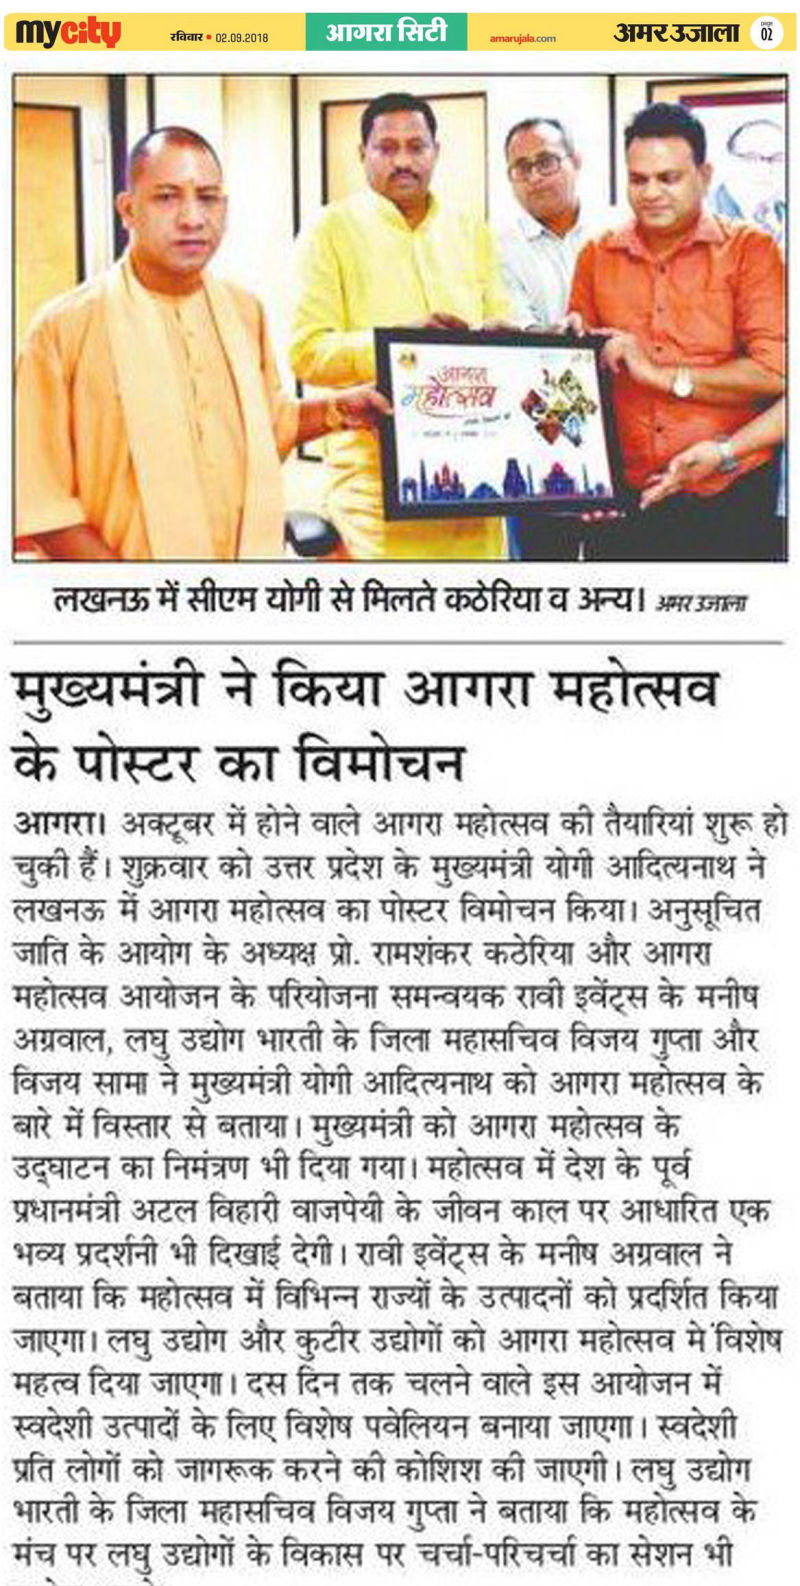 mycity
रविवार • 02.09.2018
आगरा सिटी
amarujala.com
अमर उजाला
page
02
आगरा
महोत्सव
लखनऊ में सीएम योगी से मिलते कठेरिया व अन्य। अमर उजाला
मुख्यमंत्री ने किया आगरा महोत्सव
के पोस्टर का विमोचन
आगरा। अक्टूबर में होने वाले आगरा महोत्सव की तैयारियां शुरू हो
चुकी हैं। शुक्रवार को उत्तर प्रदेश के मुख्यमंत्री योगी आदित्यनाथ ने
लखनऊ में आगरा महोत्सव का पोस्टर विमोचन किया। अनुसूचित
जाति के आयोग के अध्यक्ष प्रो. रामशंकर कठेरिया और आगरा
महोत्सव आयोजन के परियोजना समन्वयक रावी इवेंट्स के मनीष
अग्रवाल, लघु उद्योग भारती के जिला महासचिव विजय गुप्ता और
विजय सामा ने मुख्यमंत्री योगी आदित्यनाथ को आगरा महोत्सव के
बारे में विस्तार से बताया। मुख्यमंत्री को आगरा महोत्सव के
उद्घाटन का निमंत्रण भी दिया गया। महोत्सव में देश के पूर्व
प्रधानमंत्री अटल विहारी वाजपेयी के जीवन काल पर आधारित एक
भव्य प्रदर्शनी भी दिखाई देगी। रावी इवेंट्स के मनीष अग्रवाल ने
बताया कि महोत्सव में विभिन्न राज्यों के उत्पादनों को प्रदर्शित किया
जाएगा। लघु उद्योग और कुटीर उद्योगों को आगरा महोत्सव मे विशेष
महत्व दिया जाएगा। दस दिन तक चलने वाले इस आयोजन में
स्वदेशी उत्पादों के लिए विशेष पवेलियन बनाया जाएगा। स्वदेशी
प्रति लोगों को जागरूक करने की कोशिश की जाएगी। लघु उद्योग
भारती के जिला महासचिव विजय गुप्ता ने बताया कि महोत्सव के
मंच पर लघु उद्योगों के विकास पर चर्चा-परिचर्चा का सेशन भी